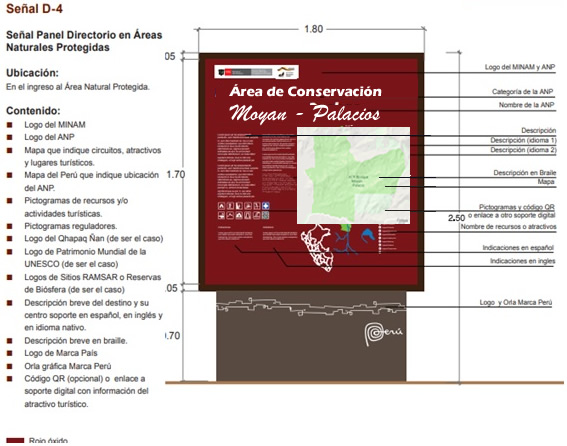 Señal D-4
Señal Panel Directorio en Áreas
Naturales Protegidas
Ubicación:
En el ingreso al Área Natural Protegida.
Contenido:
Logo del MINAM
Logo del ANP
Mapa que indique circuitos, atractivos
y lugares turísticos.
Mapa del Perú que indique ubicación
del ANP.
Pictogramas de recursos y/o
actividades turísticas.
Pictogramas reguladores.
Logo del Qhapaq Ñan (de ser el caso)
Logo de Patrimonio Mundial de la
UNESCO (de ser el caso)
Logos de Sitios RAMSAR o Reservas
de Biósfera (de ser el caso)
Descripción breve del destino y su
centro soporte en español, en inglés y
en idioma nativo.
Descripción breve en braille.
Logo de Marca País
Orla gráfica Marca Perú
Código QR (opcional) o enlace a
soporte digital con información del
atractivo turístico.
Rojo óxido
1.80
.05
1.70
.05
0.70
2.50
Área de Conservación
Moyan - Palacios
Perú
Logo del MINAM y ANP
Categoría de la ANP
Nombre de la ANP
Descripción
Descripción (idioma 1)
Descripción (idioma 2)
Descripción en Braile
Mapa
Pictogramas y código QR
o enlace a otro soporte digital
Nombre de recursos o atractivos
Indicaciones en español
Indicaciones en ingles
Logo y Orla Marca Perú